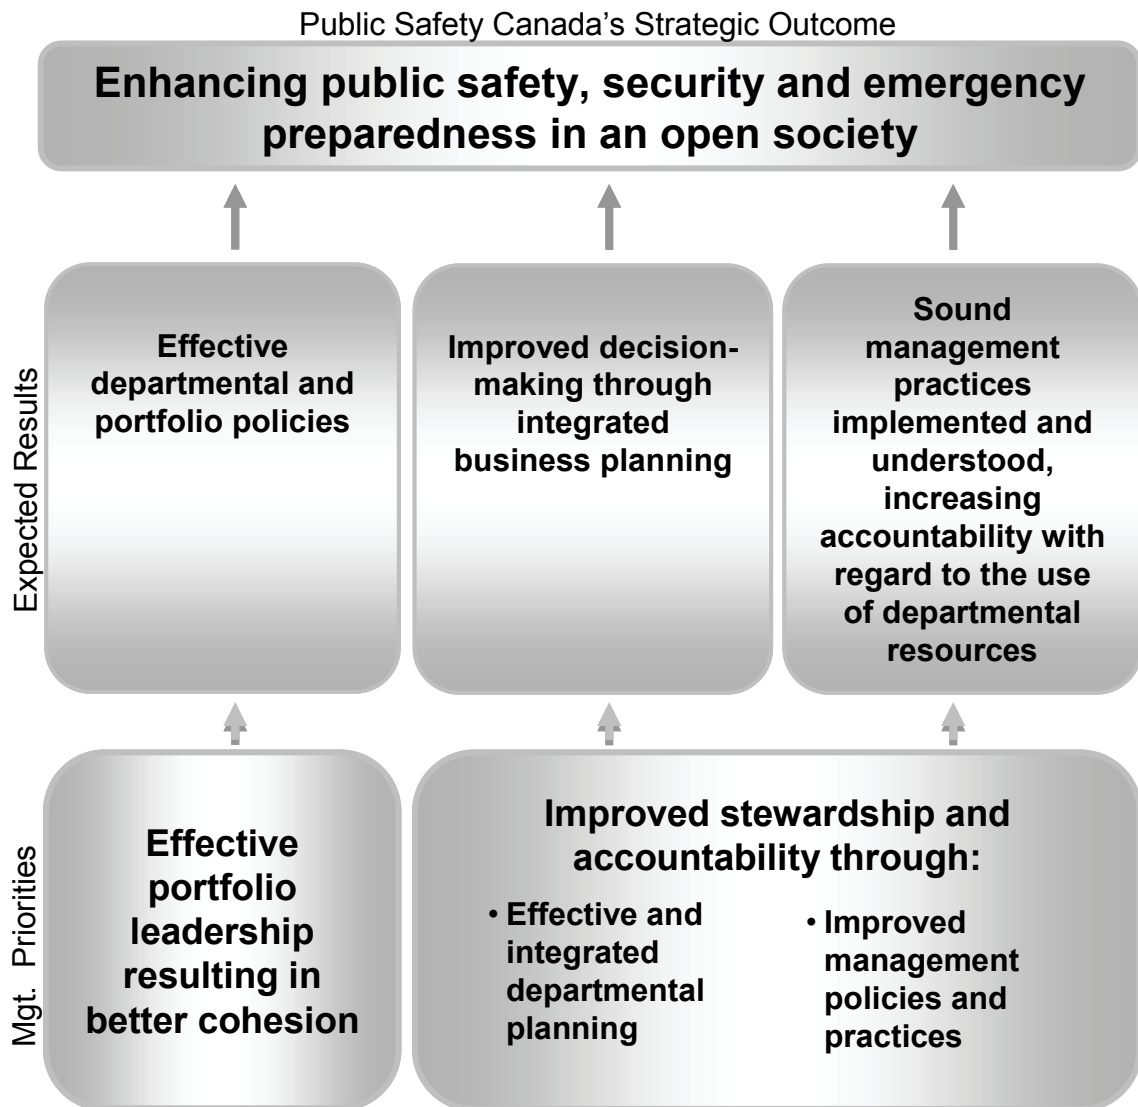 Public Safety Canada’s Strategic Outcome
Enhancing public safety, security and emergency
preparedness in an open society
Expected Results
Effective
departmental and
portfolio policies
Improved decision-
making through
integrated
business planning
Sound
management
practices
implemented and
understood,
increasing
accountability with
regard to the use
of departmental
resources
Mgt. Priorities
Effective
portfolio
leadership
resulting in
better cohesion
Improved stewardship and
accountability through:
• Effective and
integrated
departmental
planning
• Improved
management
policies and
practices